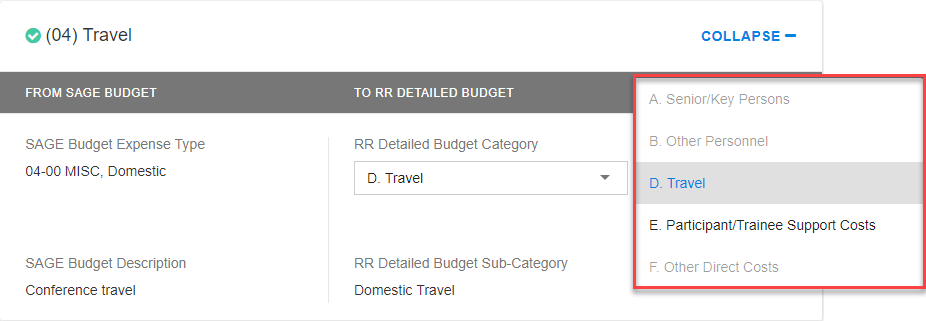 (04) Travel
COLLAPSE
FROM SAGE BUDGET
TO RR DETAILED BUDGET
SAGE Budget Expense Type
04-00 MISC, Domestic
RR Detailed Budget Category
D. Travel
SAGE Budget Description
Conference travel
RR Detailed Budget Sub-Category
Domestic Travel
A. Senior/Key Persons
B. Other Personnel
D. Travel
E. Participant/Trainee Support Costs
F. Other Direct Costs